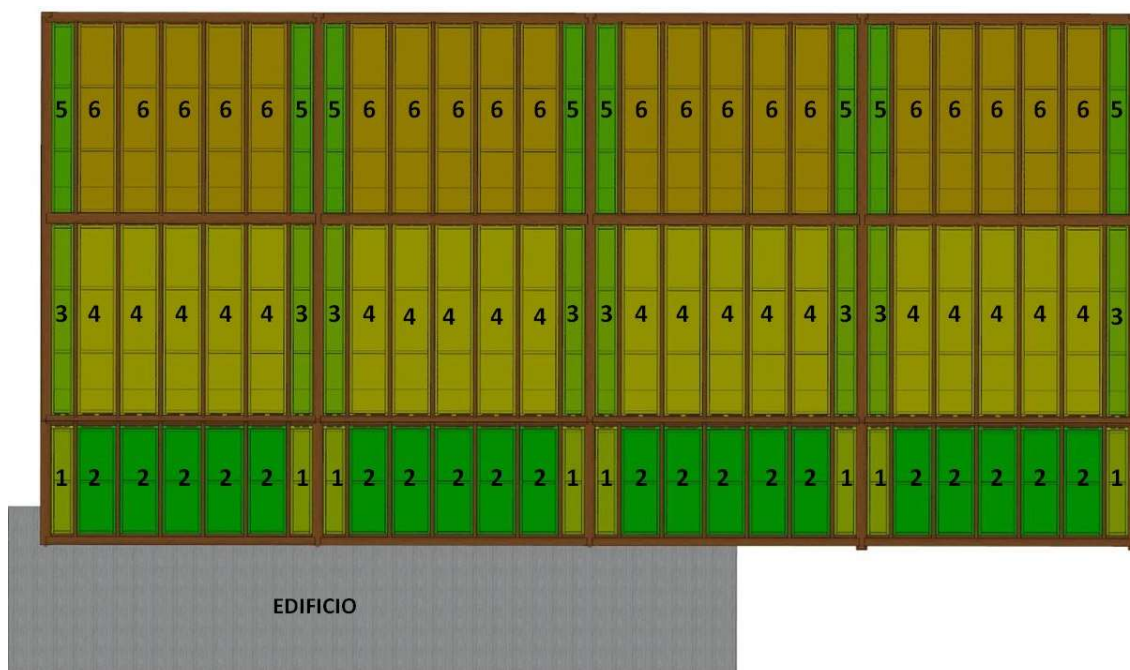 5 6 6 6 6 6 5 5 6 6 6 6 6 5 5 6 6 6 6 6 5 5 6 6 6 6 6 5
3 4 4 4 4 4 3 3 4 4 4 4 4 3 3 4 4 4 4 4 3 3 4 4 4 4 4 3
1 2 2 2 2 2 1 1 2 2 2 2 2 1 1 2 2 2 2 2 1 1 2 2 2 2 2 1
EDIFICIO